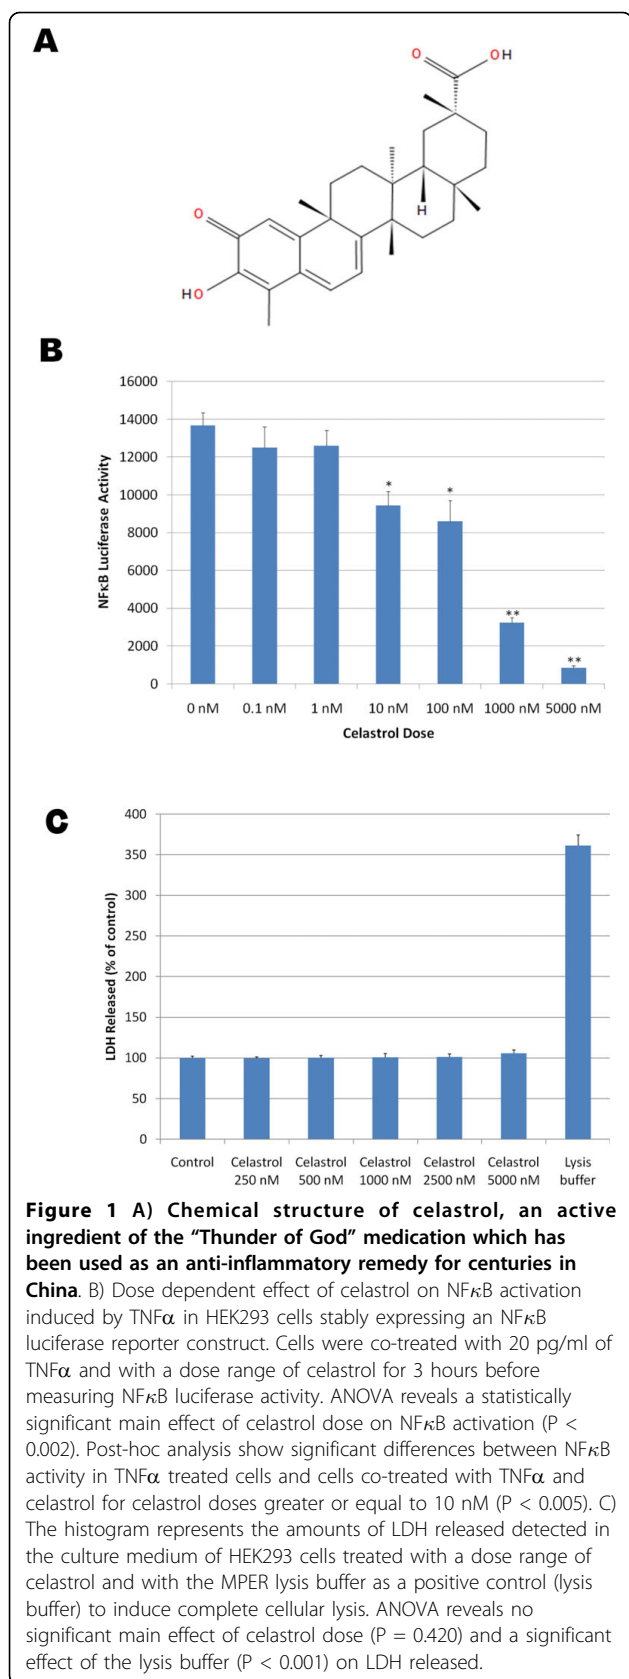 A
O
OH
H
O
HO
B
16000
14000
12000
10000
8000
6000
4000
2000
0
NFκB Luciferase Activity
*
*
**
**
0 nM 0.1 nM 1 nM 10 nM 100 nM 1000 nM 5000 nM
Celastrol Dose
C
400
350
300
250
200
150
100
50
0
LDH Released (% of control)
Control Celastrol Celastrol Celastrol Celastrol Celastrol Lysis
250 nM 500 nM 1000 nM 2500 nM 5000 nM buffer
Figure 1 A) Chemical structure of celastrol, an active
ingredient of the “Thunder of God” medication which has
been used as an anti-inflammatory remedy for centuries in
China. B) Dose dependent effect of celastrol on NFκB activation
induced by TNFα in HEK293 cells stably expressing an NFκB
luciferase reporter construct. Cells were co-treated with 20 pg/ml of
TNFα and with a dose range of celastrol for 3 hours before
measuring NFκB luciferase activity. ANOVA reveals a statistically
significant main effect of celastrol dose on NFκB activation (P <
0.002). Post-hoc analysis show significant differences between NFκB
activity in TNFα treated cells and cells co-treated with TNFα and
celastrol for celastrol doses greater or equal to 10 nM (P < 0.005). C)
The histogram represents the amounts of LDH released detected in
the culture medium of HEK293 cells treated with a dose range of
celastrol and with the MPER lysis buffer as a positive control (lysis
buffer) to induce complete cellular lysis. ANOVA reveals no
significant main effect of celastrol dose (P = 0.420) and a significant
effect of the lysis buffer (P < 0.001) on LDH released.